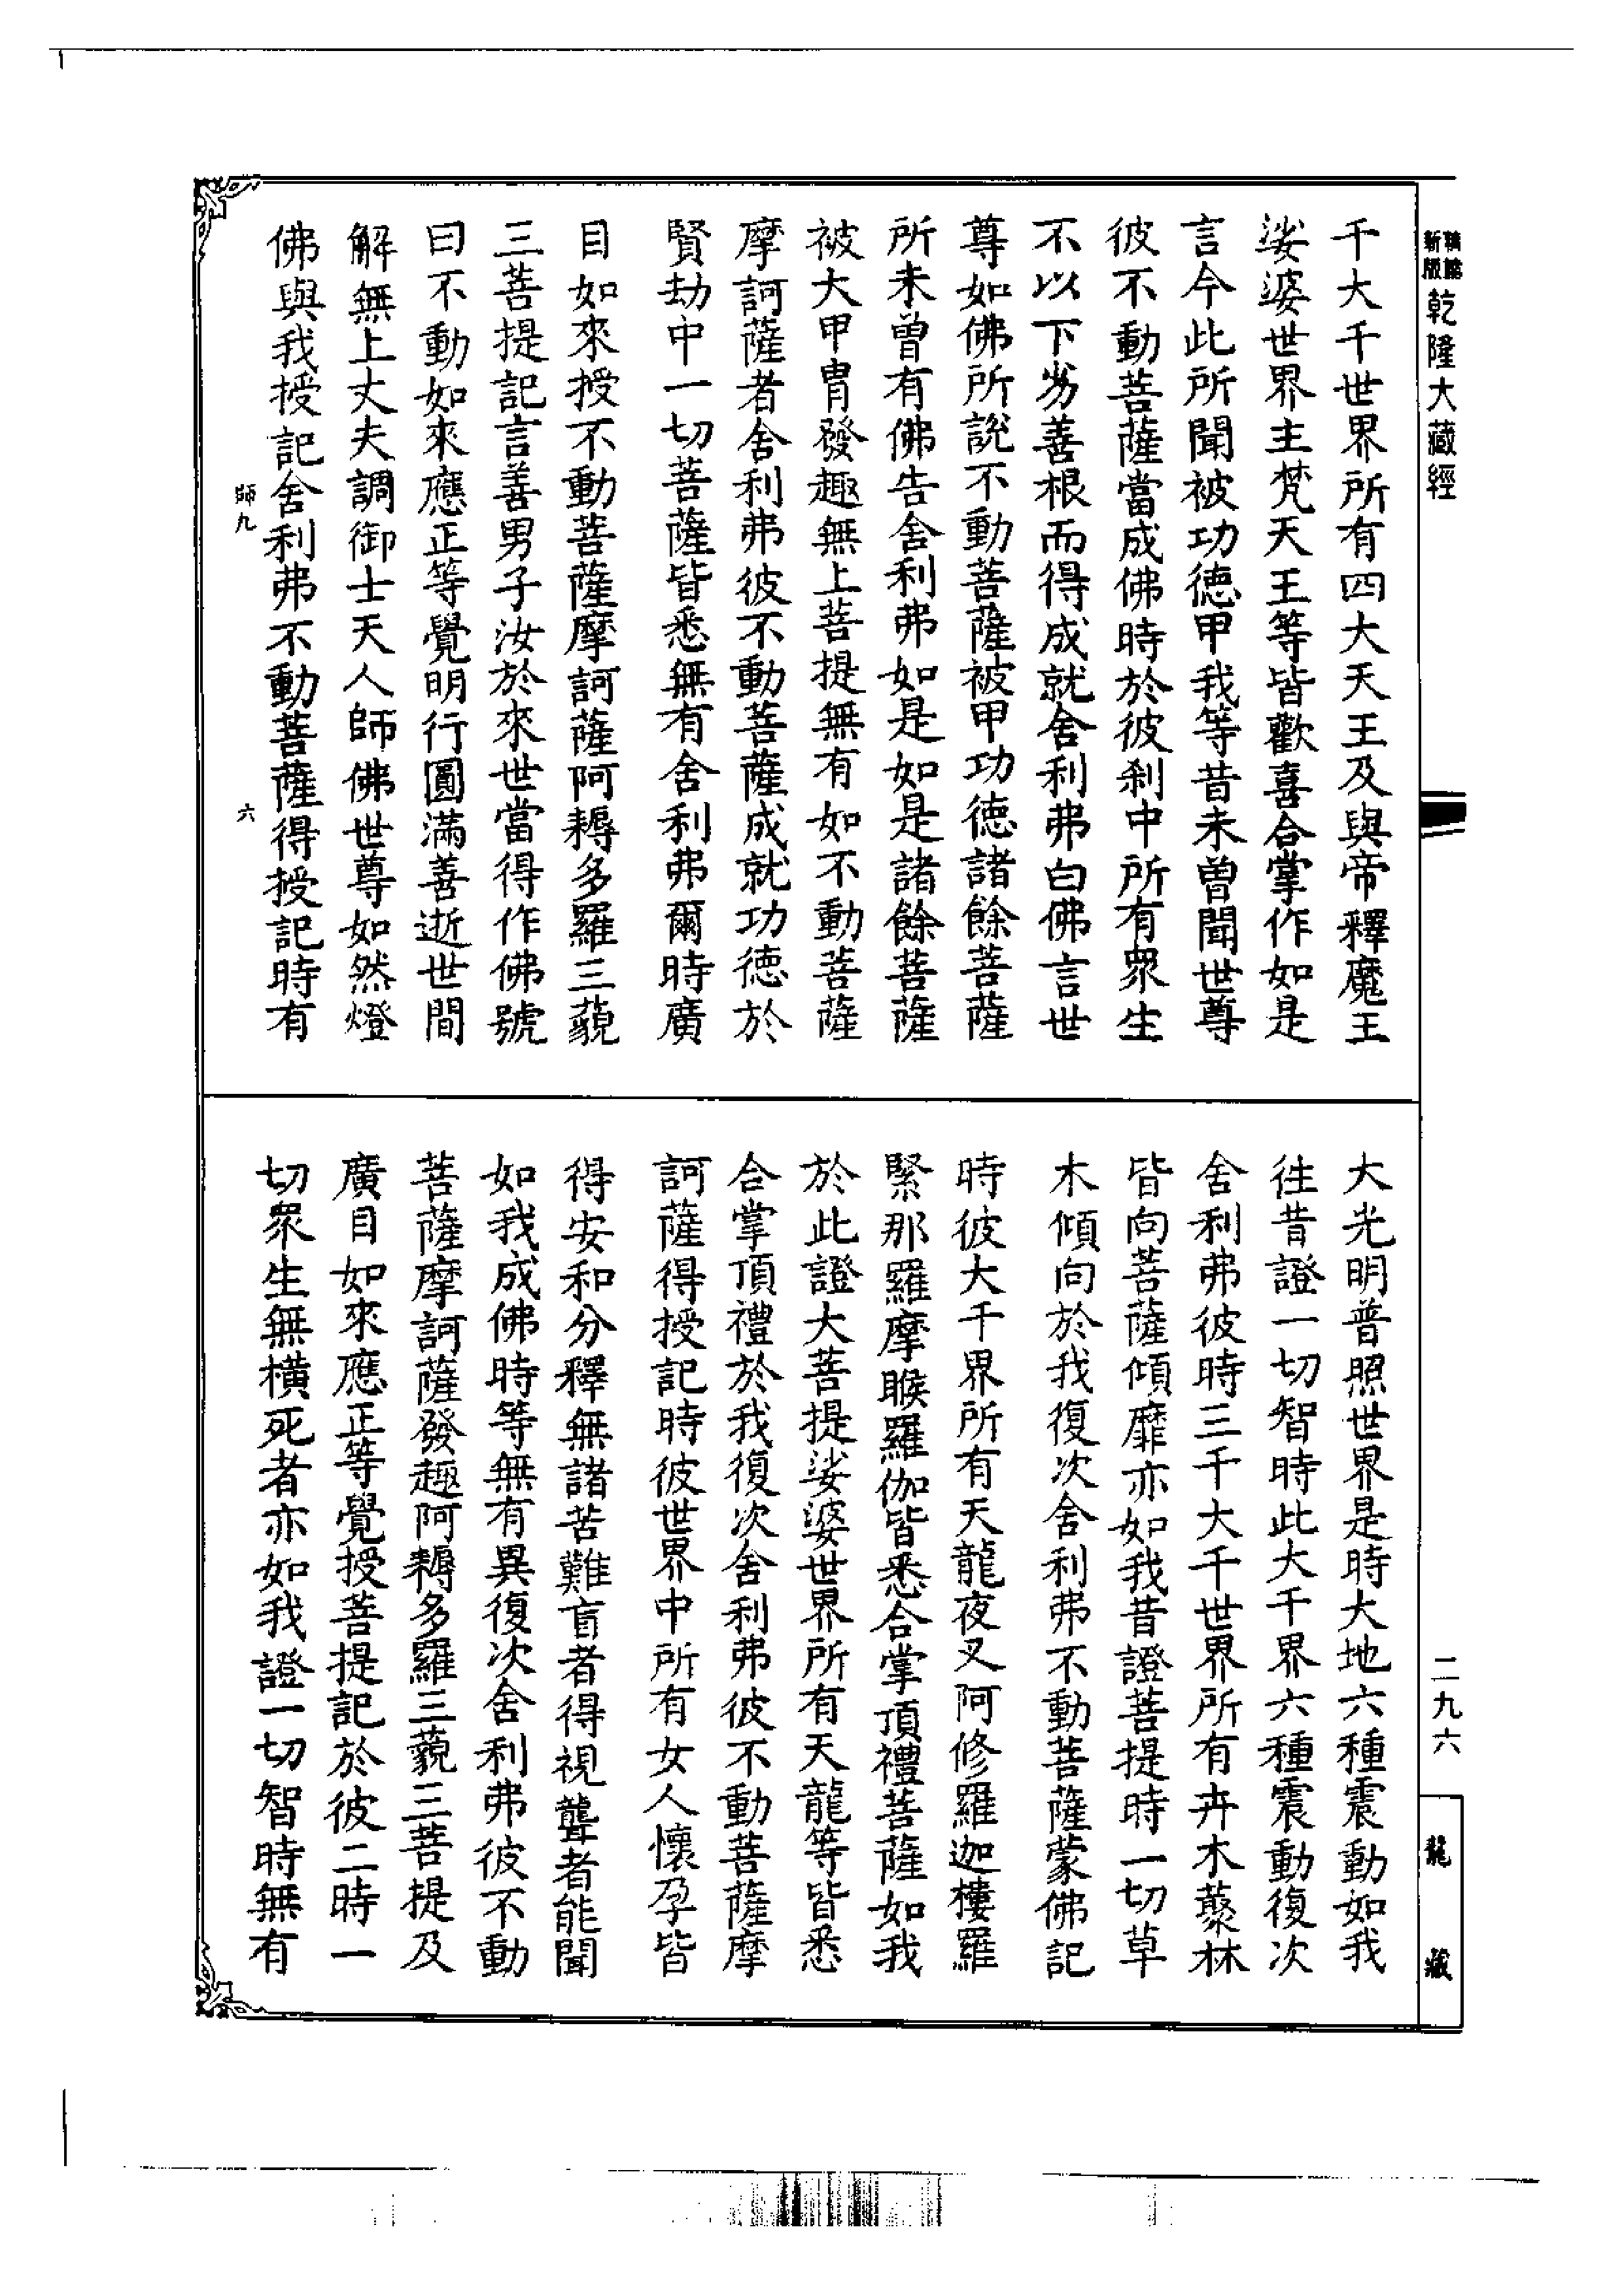 新版
乾隆大藏經
千大千世界所有四大天王及與帝釋魔王
娑婆世界主梵天王等皆歡喜合掌作如是
言今此所聞被功德甲我等昔未曾聞世尊
彼不動菩薩當成佛時於彼剎中所有眾生
不以下劣善根而得成就舍利弗白佛言世
尊如佛所說不動菩薩被甲功德諸餘菩薩
所未曾有佛告舍利弗如是如是諸餘菩薩
被大甲冑發趣無上菩提無有如不動菩薩
摩訶薩者舍利弗彼不動菩薩成就功德於
賢劫中一切菩薩皆悉無有舍利弗爾時廣
目如來授不動菩薩摩訶薩阿耨多羅三藐
三菩提記言善男子汝於來世當得作佛號
曰不動如來應正等覺明行圓滿善逝世間
解無上丈夫調御士天人師佛世尊如然燈
佛與我授記舍利弗不動菩薩得授記時有
師九
六
大光明普照世界是時大地六種震動如我
往昔證一切智時此大千界六種震動復次
舍利弗彼時三千大千世界所有卉木藂林
皆向菩薩傾靡亦如我昔證菩提時一切草
木傾向於我復次舍利弗不動菩薩蒙佛記
時彼大千界所有天龍夜叉阿修羅迦樓羅
緊那羅摩睺羅伽皆悉合掌頂禮菩薩如我
於此證大菩提娑婆世界所有天龍等皆悉
合掌頂禮於我復次舍利弗彼不動菩薩摩
訶薩得授記時彼世界中所有女人懷孕皆
得安和分釋無諸苦難盲者得視聾者能聞
如我成佛時等無有異復次舍利弗彼不動
菩薩摩訶薩發趣阿耨多羅三藐三菩提及
廣目如來應正等覺授菩提記於彼二時一
切眾生無橫死者亦如我證一切智時無有
二九六
龍藏